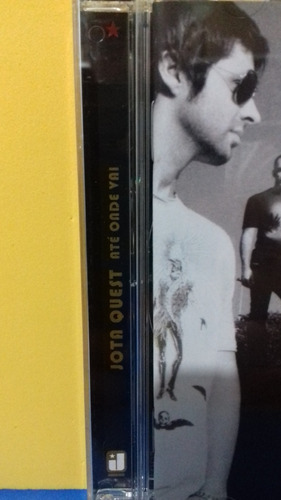 JOTA QUEST ATÉ ONDE VAI